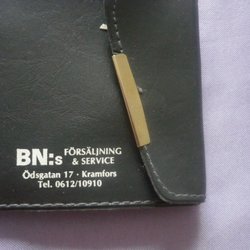 BN:s FÖRSÄLJNING
& SERVICE
Ödsgatan 17 · Kramfors
Tel. 0612/10910